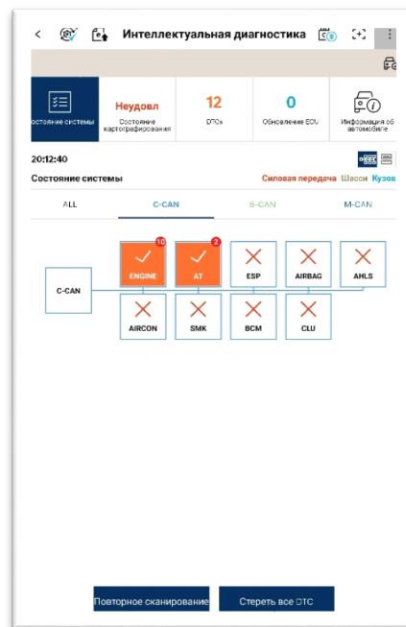 Интеллектуальная диагностика
остояние системы
Неудовл
Состояние картографирования
12
DTCs
0
Обновление ECU
Информация об автомобиле
20:12:40
Состояние системы
Силовая передача Шасси Кузов
ALL C-CAN B-CAN M-CAN
C-CAN
10 2
ENGINE AT ESP AIRBAG AHLS
AIRCON SMK BCM CLU
Повторное сканирование Стереть все DTC